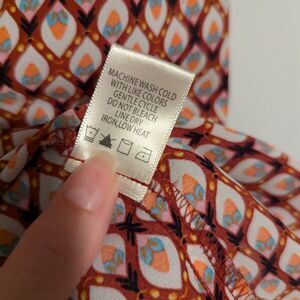 MACHINE WASH COLD
WITH LIKE COLORS
GENTLE CYCLE
DO NOT BLEACH
LINE DRY
IRON,LOW HEAT